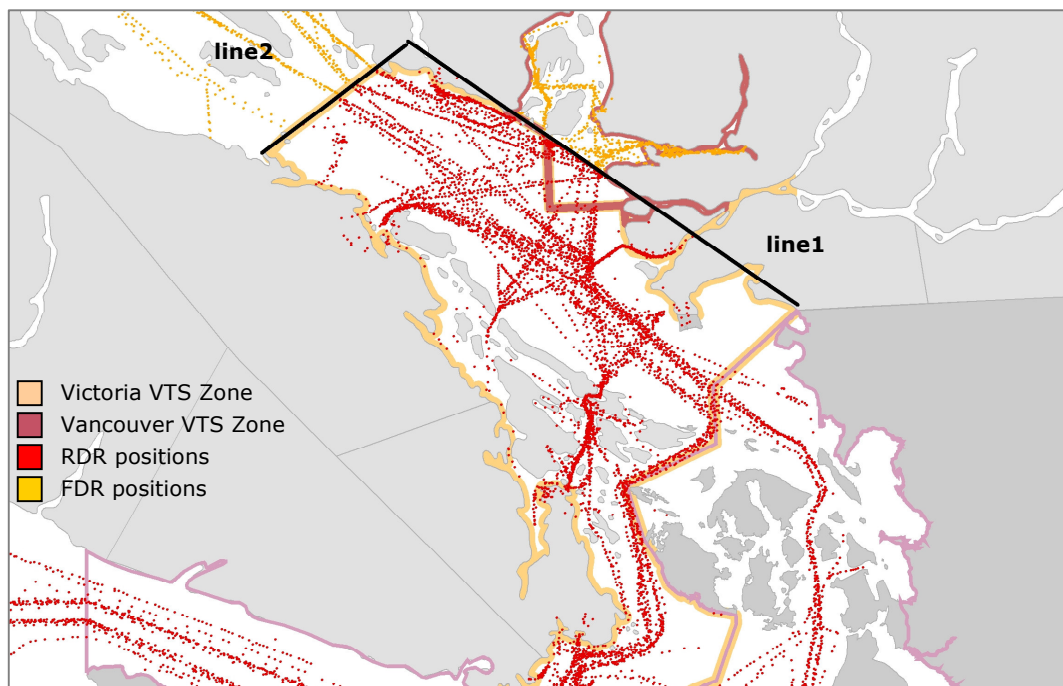 line2
line1
Victoria VTS Zone
Vancouver VTS Zone
RDR positions
FDR positions